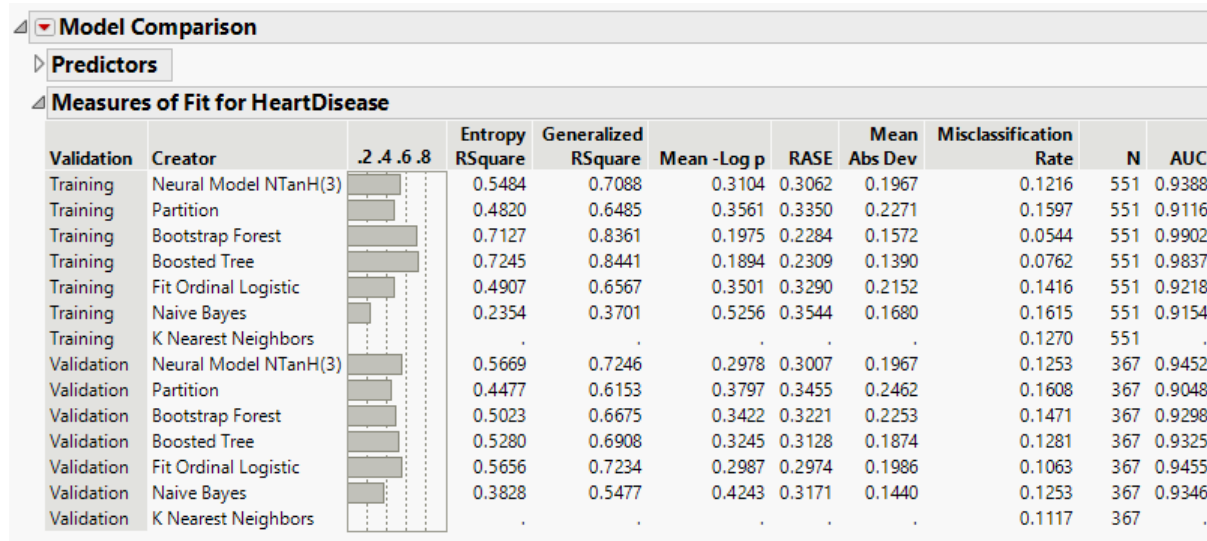 Model Comparison
Predictors
Measures of Fit for HeartDisease
Entropy Generalized Mean Misclassification
Validation Creator .2 .4 .6 .8 RSquare RSquare Mean -Log p RASE Abs Dev Rate N AUC
Training Neural Model NTanH(3) 0.5484 0.7088 0.3104 0.3062 0.1967 0.1216 551 0.9388
Training Partition 0.4820 0.6485 0.3561 0.3350 0.2271 0.1597 551 0.9116
Training Bootstrap Forest 0.7127 0.8361 0.1975 0.2284 0.1572 0.0544 551 0.9902
Training Boosted Tree 0.7245 0.8441 0.1894 0.2309 0.1390 0.0762 551 0.9837
Training Fit Ordinal Logistic 0.4907 0.6567 0.3501 0.3290 0.2152 0.1416 551 0.9218
Training Naive Bayes 0.2354 0.3701 0.5256 0.3544 0.1680 0.1615 551 0.9154
Training K Nearest Neighbors . . . . . 0.1270 551 .
Validation Neural Model NTanH(3) 0.5669 0.7246 0.2978 0.3007 0.1967 0.1253 367 0.9452
Validation Partition 0.4477 0.6153 0.3797 0.3455 0.2462 0.1608 367 0.9048
Validation Bootstrap Forest 0.5023 0.6675 0.3422 0.3221 0.2253 0.1471 367 0.9298
Validation Boosted Tree 0.5280 0.6908 0.3245 0.3128 0.1874 0.1281 367 0.9325
Validation Fit Ordinal Logistic 0.5656 0.7234 0.2987 0.2974 0.1986 0.1063 367 0.9455
Validation Naive Bayes 0.3828 0.5477 0.4243 0.3171 0.1440 0.1253 367 0.9346
Validation K Nearest Neighbors . . . . . 0.1117 367 .